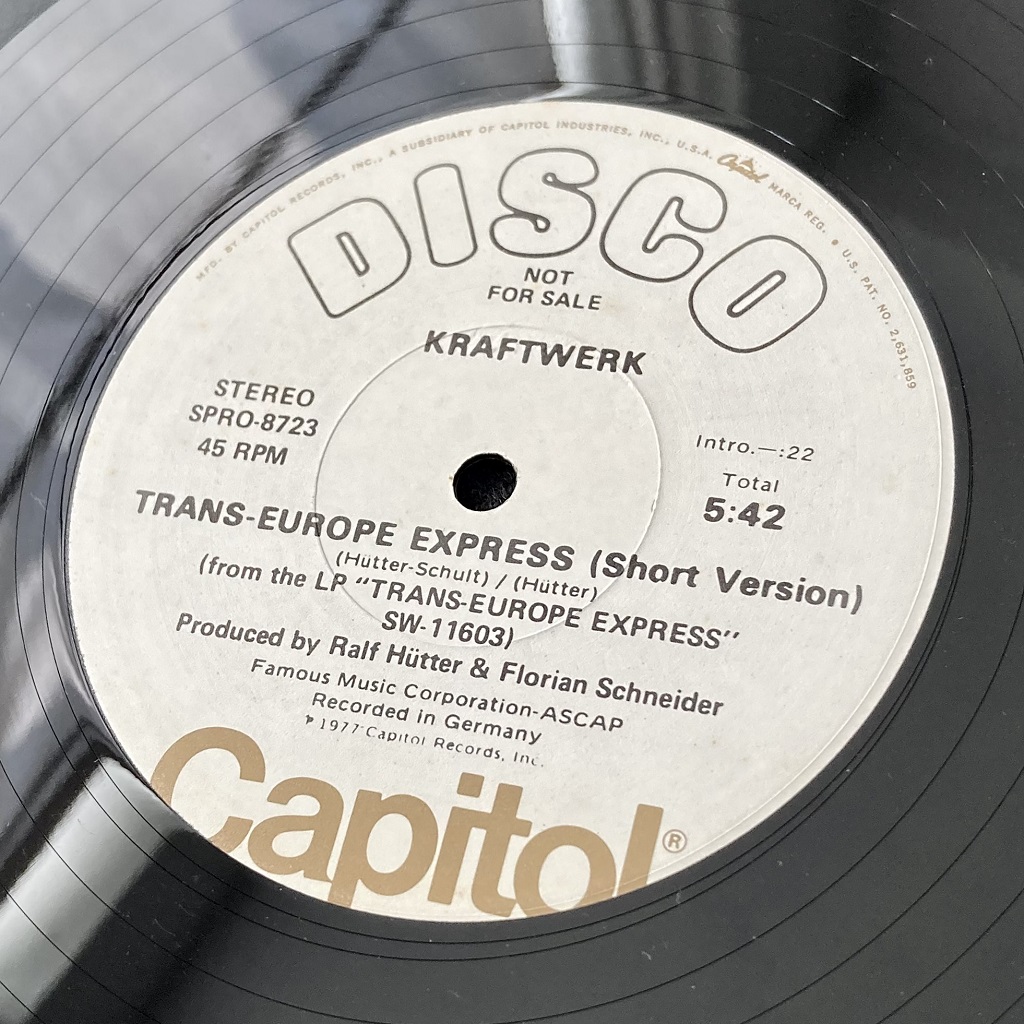 MFD. BY CAPITOL RECORDS, INC., A SUBSIDIARY OF CAPITOL INDUSTRIES, INC., U.S.A. Capitol MARCA REG. • U.S. PAT. NO. 2,631,859
DISCO
NOT
FOR SALE
KRAFTWERK
STEREO
SPRO-8723
45 RPM
Intro.—:22
Total
5:42
TRANS-EUROPE EXPRESS (Short Version)
(Hütter-Schult) / (Hütter)
(from the LP "TRANS-EUROPE EXPRESS"
SW-11603)
Produced by Ralf Hütter & Florian Schneider
Famous Music Corporation-ASCAP
Recorded in Germany
℗ 1977 Capitol Records, Inc.
Capitol®